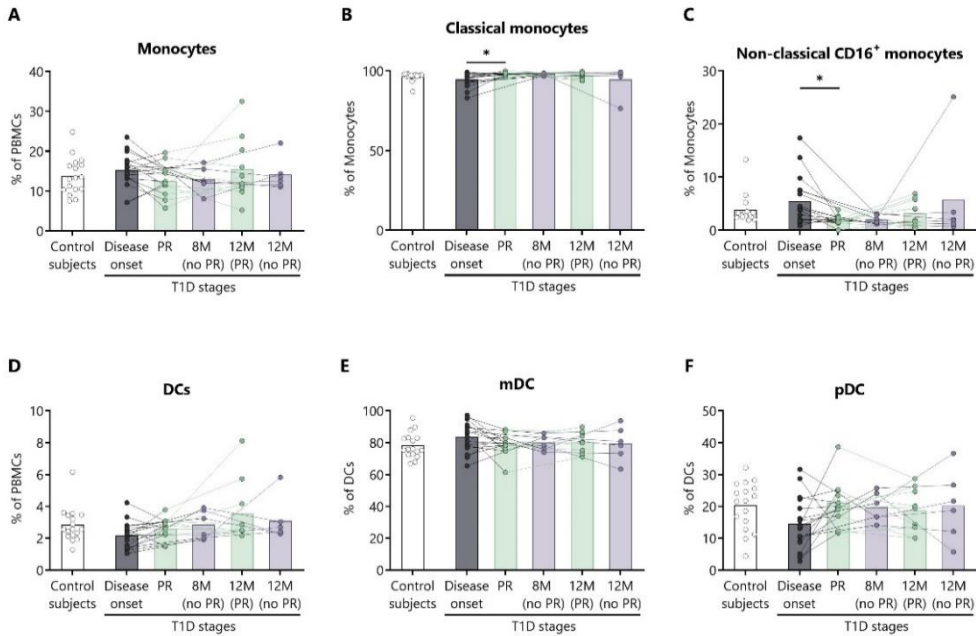 A
Monocytes
% of PBMCs
40
30
20
10
0
Control subjects
Disease onset
PR
8M (no PR)
12M (PR)
12M (no PR)
T1D stages
B
Classical monocytes
% of Monocytes
100
50
0
*
Control subjects
Disease onset
PR
8M (no PR)
12M (PR)
12M (no PR)
T1D stages
C
Non-classical CD16⁺ monocytes
% of Monocytes
30
20
10
0
*
Control subjects
Disease onset
PR
8M (no PR)
12M (PR)
12M (no PR)
T1D stages
D
DCs
% of PBMCs
8
6
4
2
0
Control subjects
Disease onset
PR
8M (no PR)
12M (PR)
12M (no PR)
T1D stages
E
mDC
% of DCs
100
80
60
40
20
0
Control subjects
Disease onset
PR
8M (no PR)
12M (PR)
12M (no PR)
T1D stages
F
pDC
% of DCs
50
40
30
20
10
0
Control subjects
Disease onset
PR
8M (no PR)
12M (PR)
12M (no PR)
T1D stages